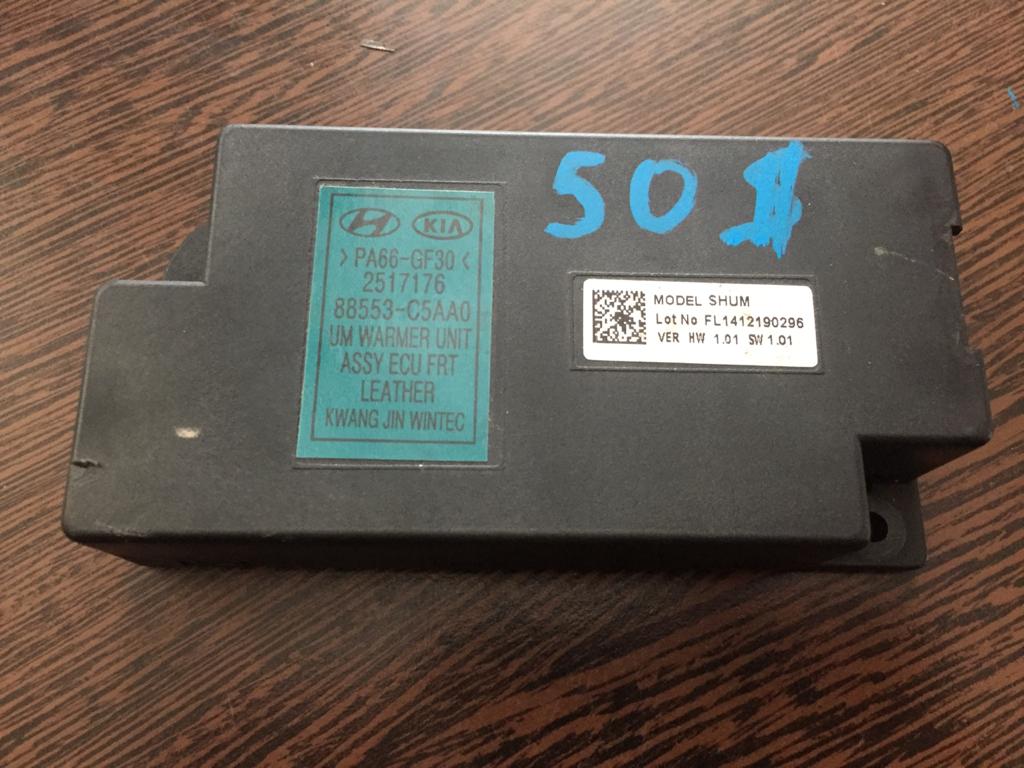 50$
KIA
>PA66-GF30<
2517176
88553-C5AA0
UM WARMER UNIT
ASSY ECU FRT
LEATHER
KWANG JIN WINTEC
MODEL SHUM
Lot No FL1412190296
VER HW 1.01 SW 1.01